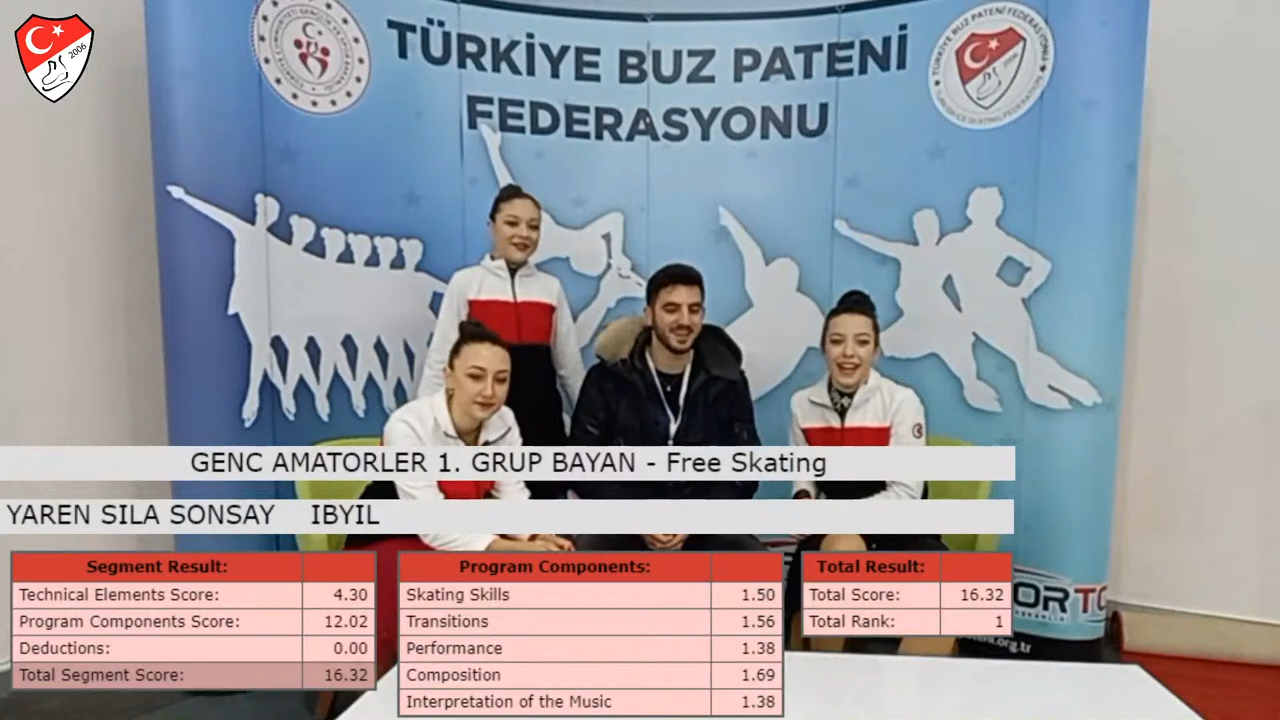 2006
TÜRKİYE BUZ PATENİ
FEDERASYONU
GENC AMATORLER 1. GRUP BAYAN - Free Skating
YAREN SILA SONSAY IBYIL
Segment Result:
Technical Elements Score: 4.30
Program Components Score: 12.02
Deductions: 0.00
Total Segment Score: 16.32
Program Components:
Skating Skills 1.50
Transitions 1.56
Performance 1.38
Composition 1.69
Interpretation of the Music 1.38
Total Result:
Total Score: 16.32
Total Rank: 1